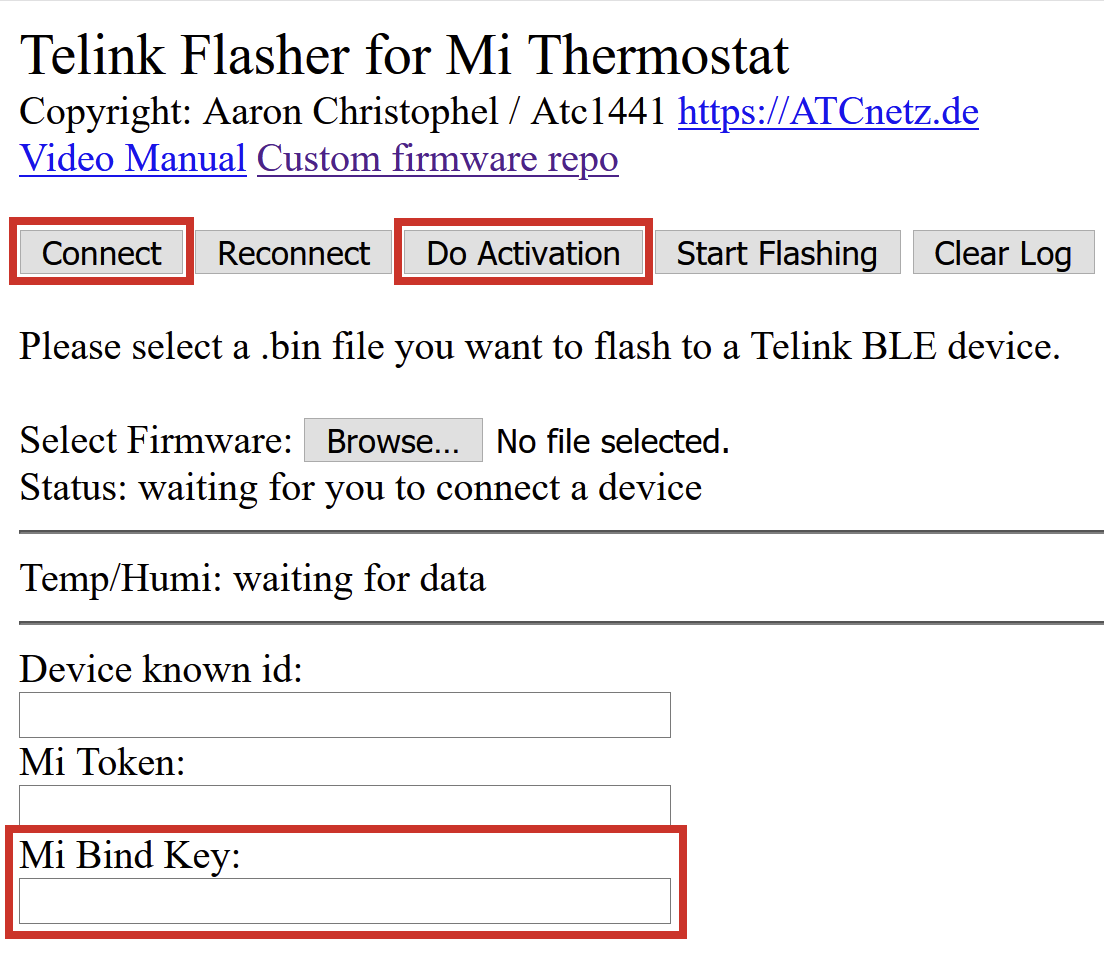 Telink Flasher for Mi Thermostat
Copyright: Aaron Christophel / Atc1441 https://ATCnetz.de
Video Manual Custom firmware repo
Connect Reconnect Do Activation Start Flashing Clear Log
Please select a .bin file you want to flash to a Telink BLE device.
Select Firmware: Browse... No file selected.
Status: waiting for you to connect a device
Temp/Humi: waiting for data
Device known id:
Mi Token:
Mi Bind Key: